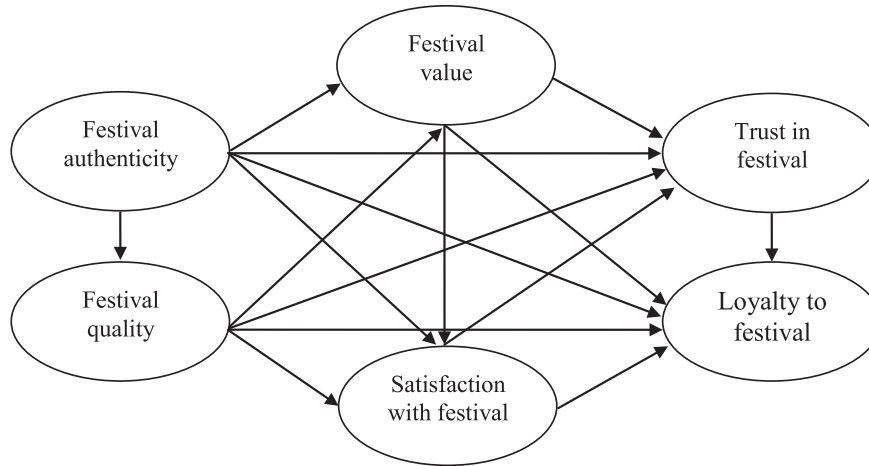 Festival
value
Festival
authenticity
Trust in
festival
Festival
quality
Loyalty to
festival
Satisfaction
with festival